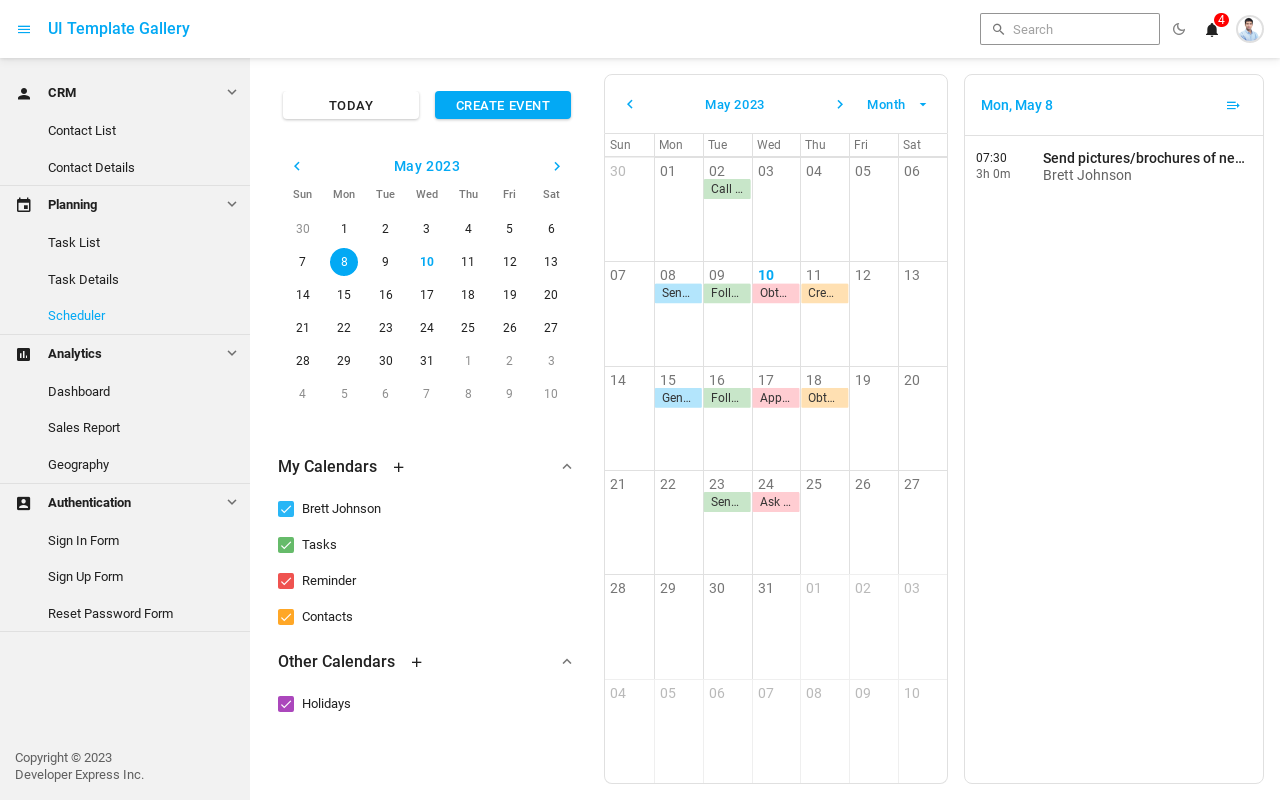 UI Template Gallery
Search
4
CRM
Contact List
Contact Details
Planning
Task List
Task Details
Scheduler
Analytics
Dashboard
Sales Report
Geography
Authentication
Sign In Form
Sign Up Form
Reset Password Form
Copyright © 2023
Developer Express Inc.
TODAY CREATE EVENT
May 2023
Sun Mon Tue Wed Thu Fri Sat
30 1 2 3 4 5 6
7 8 9 10 11 12 13
14 15 16 17 18 19 20
21 22 23 24 25 26 27
28 29 30 31 1 2 3
4 5 6 7 8 9 10
My Calendars
Brett Johnson
Tasks
Reminder
Contacts
Other Calendars
Holidays
May 2023 Month
Sun Mon Tue Wed Thu Fri Sat
30 01 02 03 04 05 06
Call ...
07 08 09 10 11 12 13
Sen... Foll... Obt... Cre...
14 15 16 17 18 19 20
Gen... Foll... App... Obt...
21 22 23 24 25 26 27
Sen... Ask ...
28 29 30 31 01 02 03
04 05 06 07 08 09 10
Mon, May 8
07:30 Send pictures/brochures of ne...
3h 0m Brett Johnson